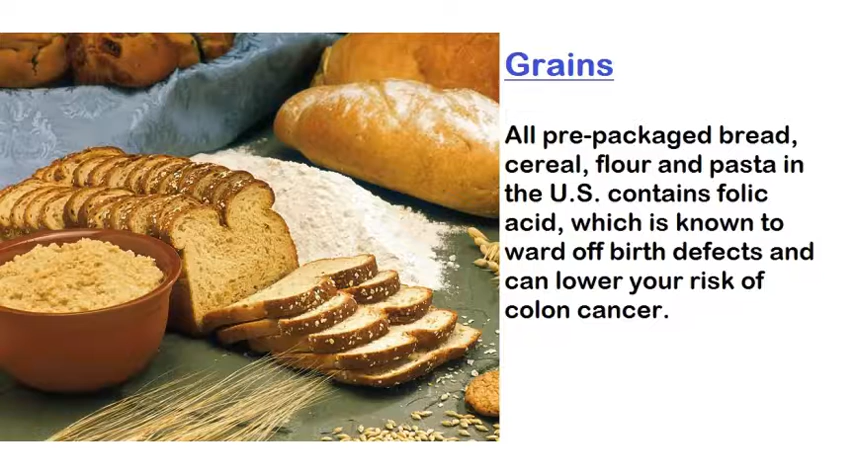 Grains
All pre-packaged bread,
cereal, flour and pasta in
the U.S. contains folic
acid, which is known to
ward off birth defects and
can lower your risk of
colon cancer.